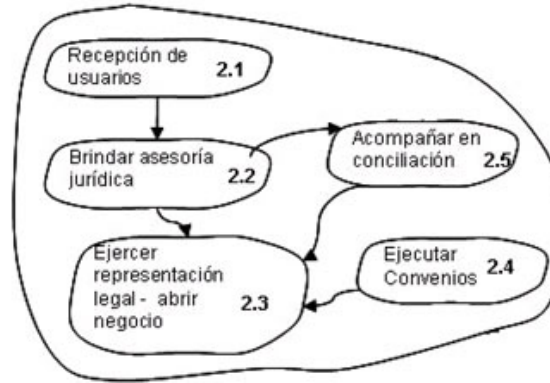 Recepción de
usuarios 2.1
Brindar asesoría
jurídica 2.2
Acompañar en
conciliación 2.5
Ejercer
representación
legal - abrir 2.3
negocio
Ejecutar
Convenios 2.4